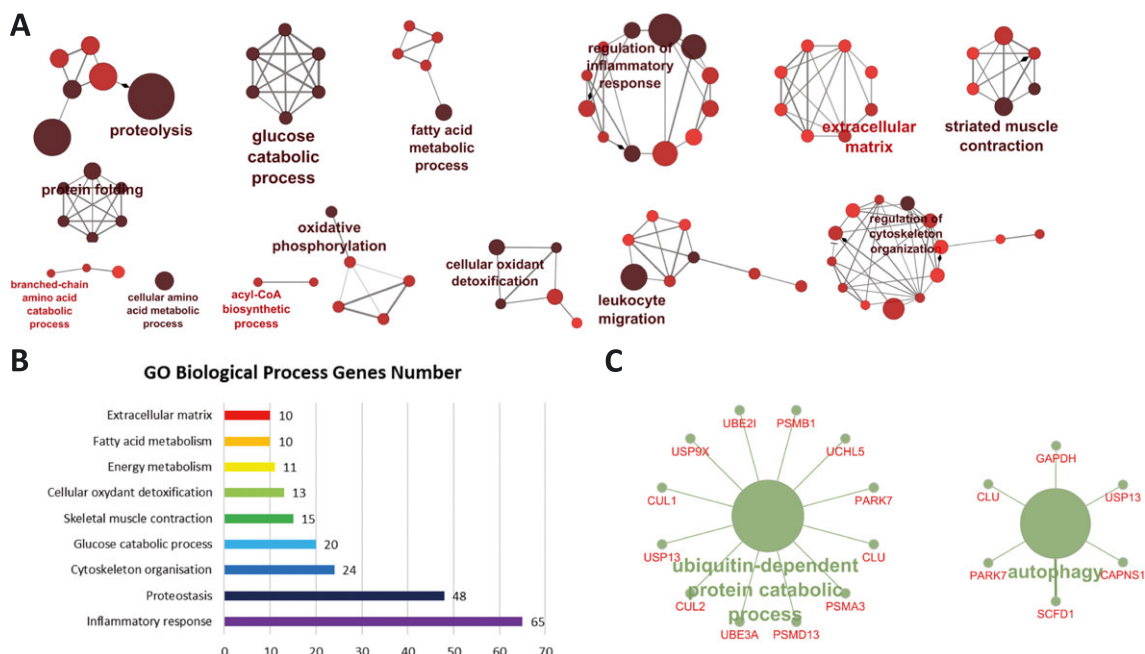 A
proteolysis
glucose
catabolic
process
fatty acid
metabolic
process
regulation of
inflammatory
response
extracellular
matrix
striated muscle
contraction
protein folding
oxidative
phosphorylation
cellular oxidant
detoxification
leukocyte
migration
regulation of
cytoskeleton
organization
branched-chain
amino acid
catabolic
process
cellular amino
acid metabolic
process
acyl-CoA
biosynthetic
process
B
GO Biological Process Genes Number
Extracellular matrix 10
Fatty acid metabolism 10
Energy metabolism 11
Cellular oxydant detoxification 13
Skeletal muscle contraction 15
Glucose catabolic process 20
Cytoskeleton organisation 24
Proteostasis 48
Inflammatory response 65
0 10 20 30 40 50 60 70
C
UBE2I
PSMB1
USP9X
UCHL5
CUL1
PARK7
USP13
CLU
ubiquitin-dependent
protein catabolic
process
CUL2
PSMA3
UBE3A
PSMD13
GAPDH
CLU
USP13
PARK7
autophagy
CAPNS1
SCFD1